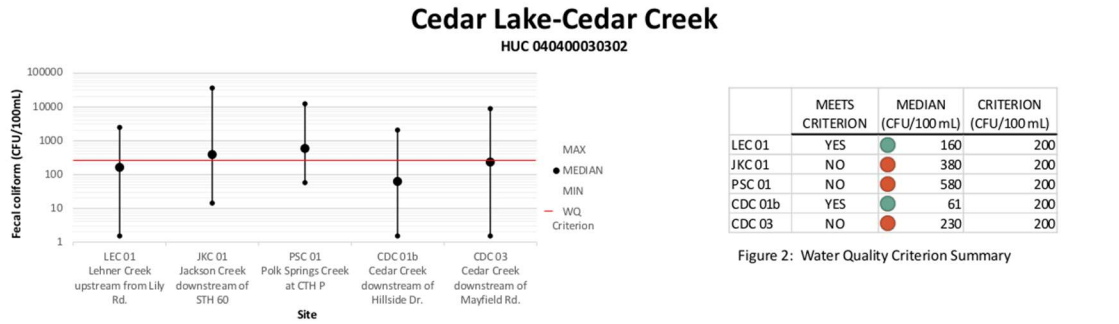 Cedar Lake-Cedar Creek
HUC 040400030302
Fecal coliform (CFU/100mL)
100000
10000
1000
100
10
1
MAX
MEDIAN
MIN
WQ
Criterion
LEC 01
Lehner Creek
upstream from Lily
Rd.
JKC 01
Jackson Creek
downstream of
STH 60
PSC 01
Polk Springs Creek
at CTH P
CDC 01b
Cedar Creek
downstream of
Hillside Dr.
CDC 03
Cedar Creek
downstream of
Mayfield Rd.
Site
MEETS CRITERION MEDIAN (CFU/100 mL) CRITERION (CFU/100 mL)
LEC 01 YES 160 200
JKC 01 NO 380 200
PSC 01 NO 580 200
CDC 01b YES 61 200
CDC 03 NO 230 200
Figure 2: Water Quality Criterion Summary